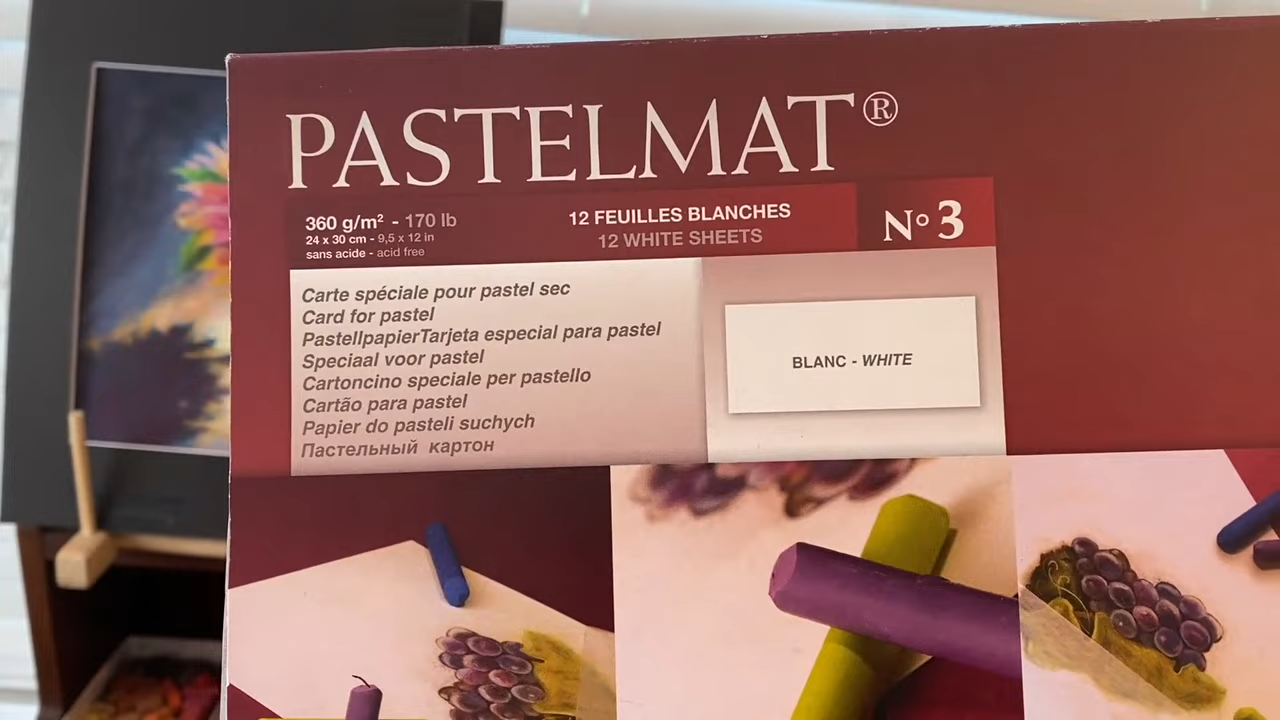 PASTELMAT®
360 g/m² - 170 lb
24 x 30 cm - 9,5 x 12 in
sans acide - acid free
12 FEUILLES BLANCHES
12 WHITE SHEETS
Nº 3
Carte spéciale pour pastel sec
Card for pastel
PastellpapierTarjeta especial para pastel
Speciaal voor pastel
Cartoncino speciale per pastello
Cartão para pastel
Papier do pasteli suchych
Пастельный картон
BLANC - WHITE